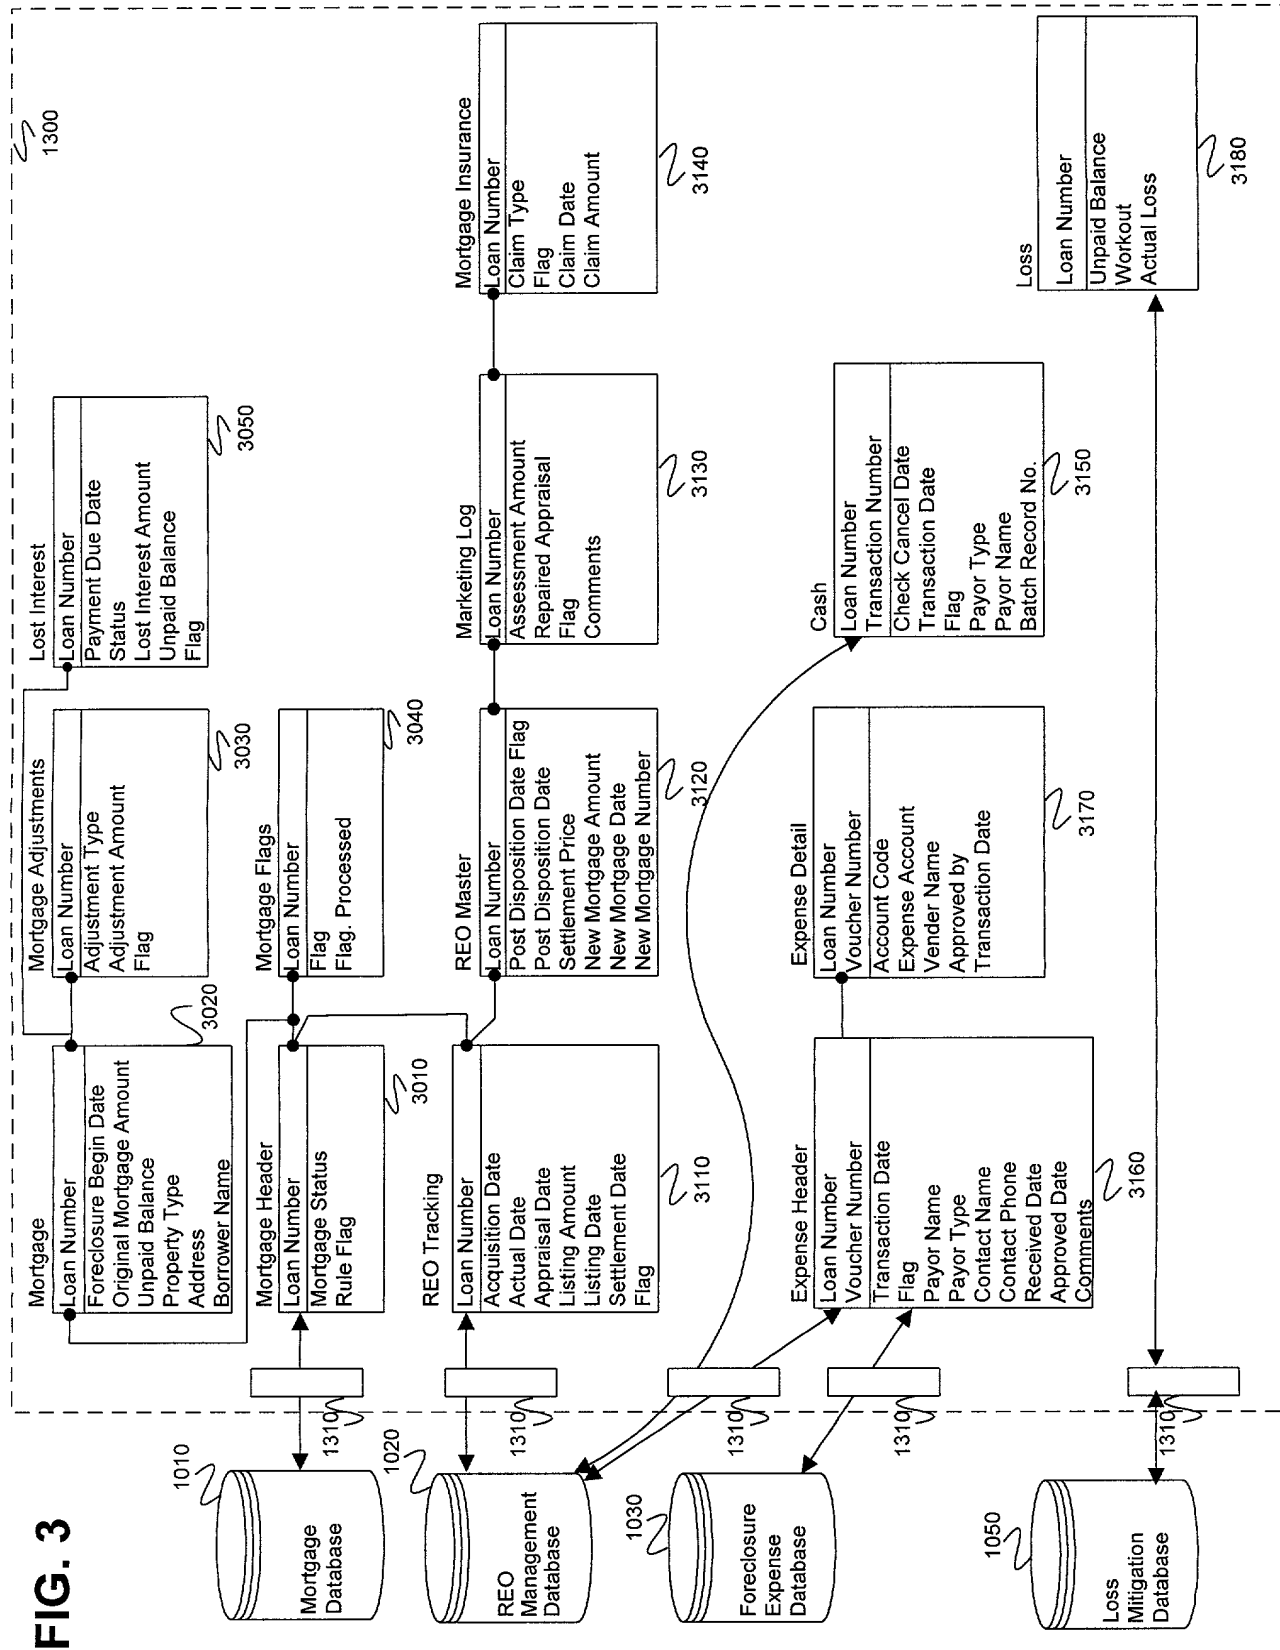 FIG. 3
1300
1010
Mortgage
Database
1310
1020
REO
Management
Database
1310
1030
Foreclosure
Expense
Database
1310
1310
1050
Loss
Mitigation
Database
1310
Mortgage
Loan Number
Foreclosure Begin Date
Original Mortgage Amount
Unpaid Balance
Property Type
Address
Borrower Name
3020
Mortgage Adjustments
Loan Number
Adjustment Type
Adjustment Amount
Flag
3030
Lost Interest
Loan Number
Payment Due Date
Status
Lost Interest Amount
Unpaid Balance
Flag
3050
Mortgage Header
Loan Number
Mortgage Status
Rule Flag
3010
Mortgage Flags
Loan Number
Flag
Flag. Processed
3040
REO Tracking
Loan Number
Acquisition Date
Actual Date
Appraisal Date
Listing Amount
Listing Date
Settlement Date
Flag
3110
REO Master
Loan Number
Post Disposition Date Flag
Post Disposition Date
Settlement Price
New Mortgage Amount
New Mortgage Date
New Mortgage Number
3120
Marketing Log
Loan Number
Assessment Amount
Repaired Appraisal
Flag
Comments
3130
Mortgage Insurance
Loan Number
Claim Type
Flag
Claim Date
Claim Amount
3140
Expense Header
Loan Number
Voucher Number
Transaction Date
Flag
Payor Name
Payor Type
Contact Name
Contact Phone
Received Date
Approved Date
Comments
3160
Expense Detail
Loan Number
Voucher Number
Account Code
Expense Account
Vender Name
Approved by
Transaction Date
3170
Cash
Loan Number
Transaction Number
Check Cancel Date
Transaction Date
Flag
Payor Type
Payor Name
Batch Record No.
3150
Loss
Loan Number
Unpaid Balance
Workout
Actual Loss
3180